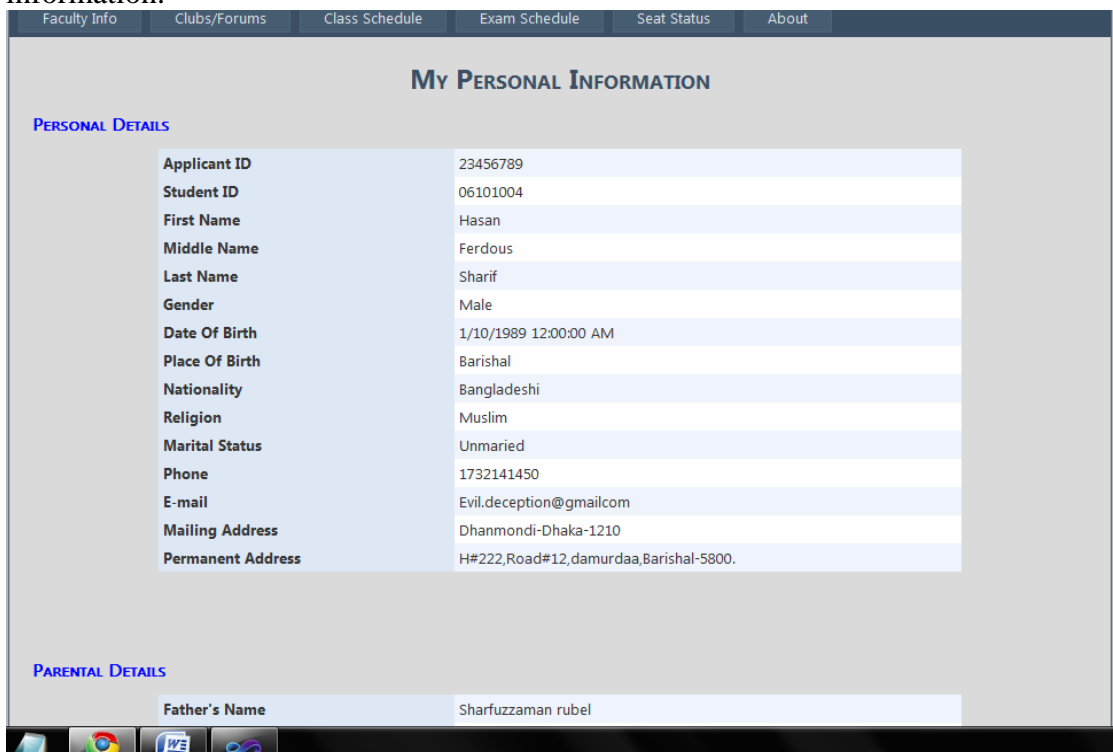 information.
Faculty Info Clubs/Forums Class Schedule Exam Schedule Seat Status About
My Personal Information
Personal Details
Applicant ID 23456789
Student ID 06101004
First Name Hasan
Middle Name Ferdous
Last Name Sharif
Gender Male
Date Of Birth 1/10/1989 12:00:00 AM
Place Of Birth Barishal
Nationality Bangladeshi
Religion Muslim
Marital Status Unmaried
Phone 1732141450
E-mail Evil.deception@gmailcom
Mailing Address Dhanmondi-Dhaka-1210
Permanent Address H#222,Road#12,damurdaa,Barishal-5800.
Parental Details
Father's Name Sharfuzzaman rubel